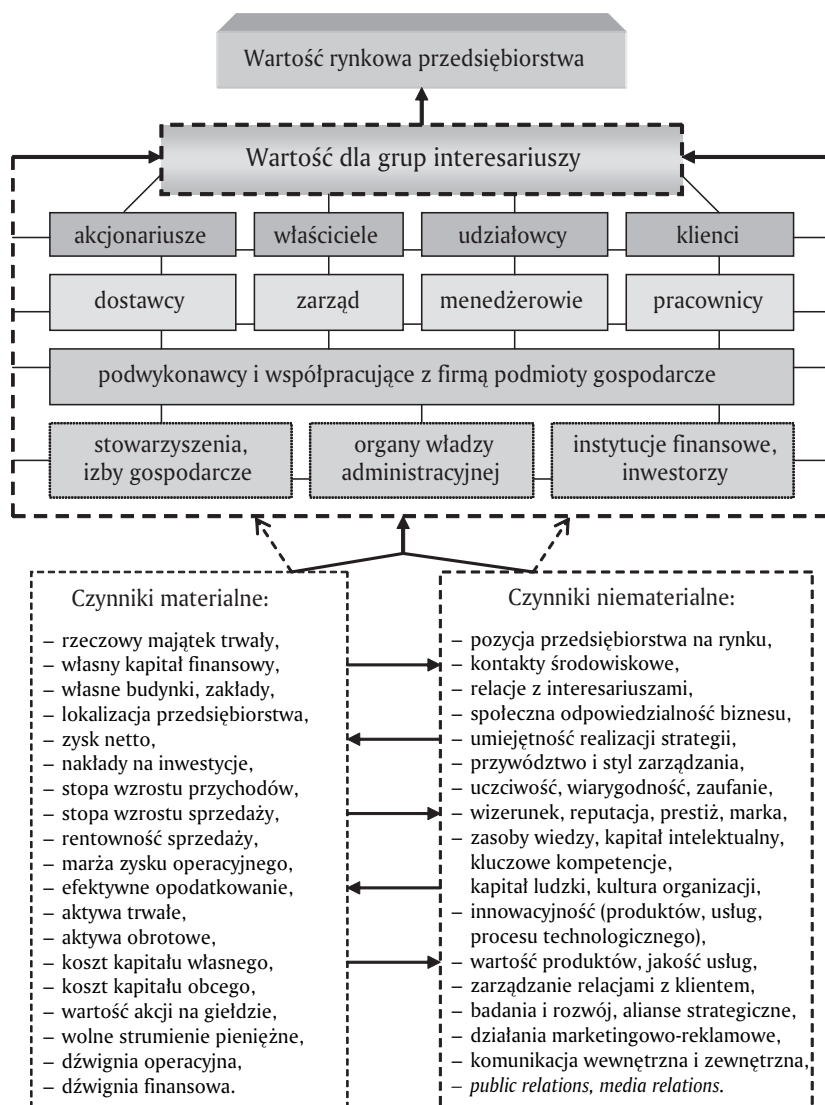 Wartość rynkowa przedsiębiorstwa
Wartość dla grup interesariuszy
akcjonariusze
właściciele
udziałowcy
klienci
dostawcy
zarząd
menedżerowie
pracownicy
podwykonawcy i współpracujące z firmą podmioty gospodarcze
stowarzyszenia,
izby gospodarcze
organy władzy
administracyjnej
instytucje finansowe,
inwestorzy
Czynniki materialne:
– rzeczowy majątek trwały,
– własny kapitał finansowy,
– własne budynki, zakłady,
– lokalizacja przedsiębiorstwa,
– zysk netto,
– nakłady na inwestycje,
– stopa wzrostu przychodów,
– stopa wzrostu sprzedaży,
– rentowność sprzedaży,
– marża zysku operacyjnego,
– efektywne opodatkowanie,
– aktywa trwałe,
– aktywa obrotowe,
– koszt kapitału własnego,
– koszt kapitału obcego,
– wartość akcji na giełdzie,
– wolne strumienie pieniężne,
– dźwignia operacyjna,
– dźwignia finansowa.
Czynniki niematerialne:
– pozycja przedsiębiorstwa na rynku,
– kontakty środowiskowe,
– relacje z interesariuszami,
– społeczna odpowiedzialność biznesu,
– umiejętność realizacji strategii,
– przywództwo i styl zarządzania,
– uczciwość, wiarygodność, zaufanie,
– wizerunek, reputacja, prestiż, marka,
– zasoby wiedzy, kapitał intelektualny,
kluczowe kompetencje,
kapitał ludzki, kultura organizacji,
– innowacyjność (produktów, usług,
procesu technologicznego),
– wartość produktów, jakość usług,
– zarządzanie relacjami z klientem,
– badania i rozwój, alianse strategiczne,
– działania marketingowo-reklamowe,
– komunikacja wewnętrzna i zewnętrzna,
– public relations, media relations.